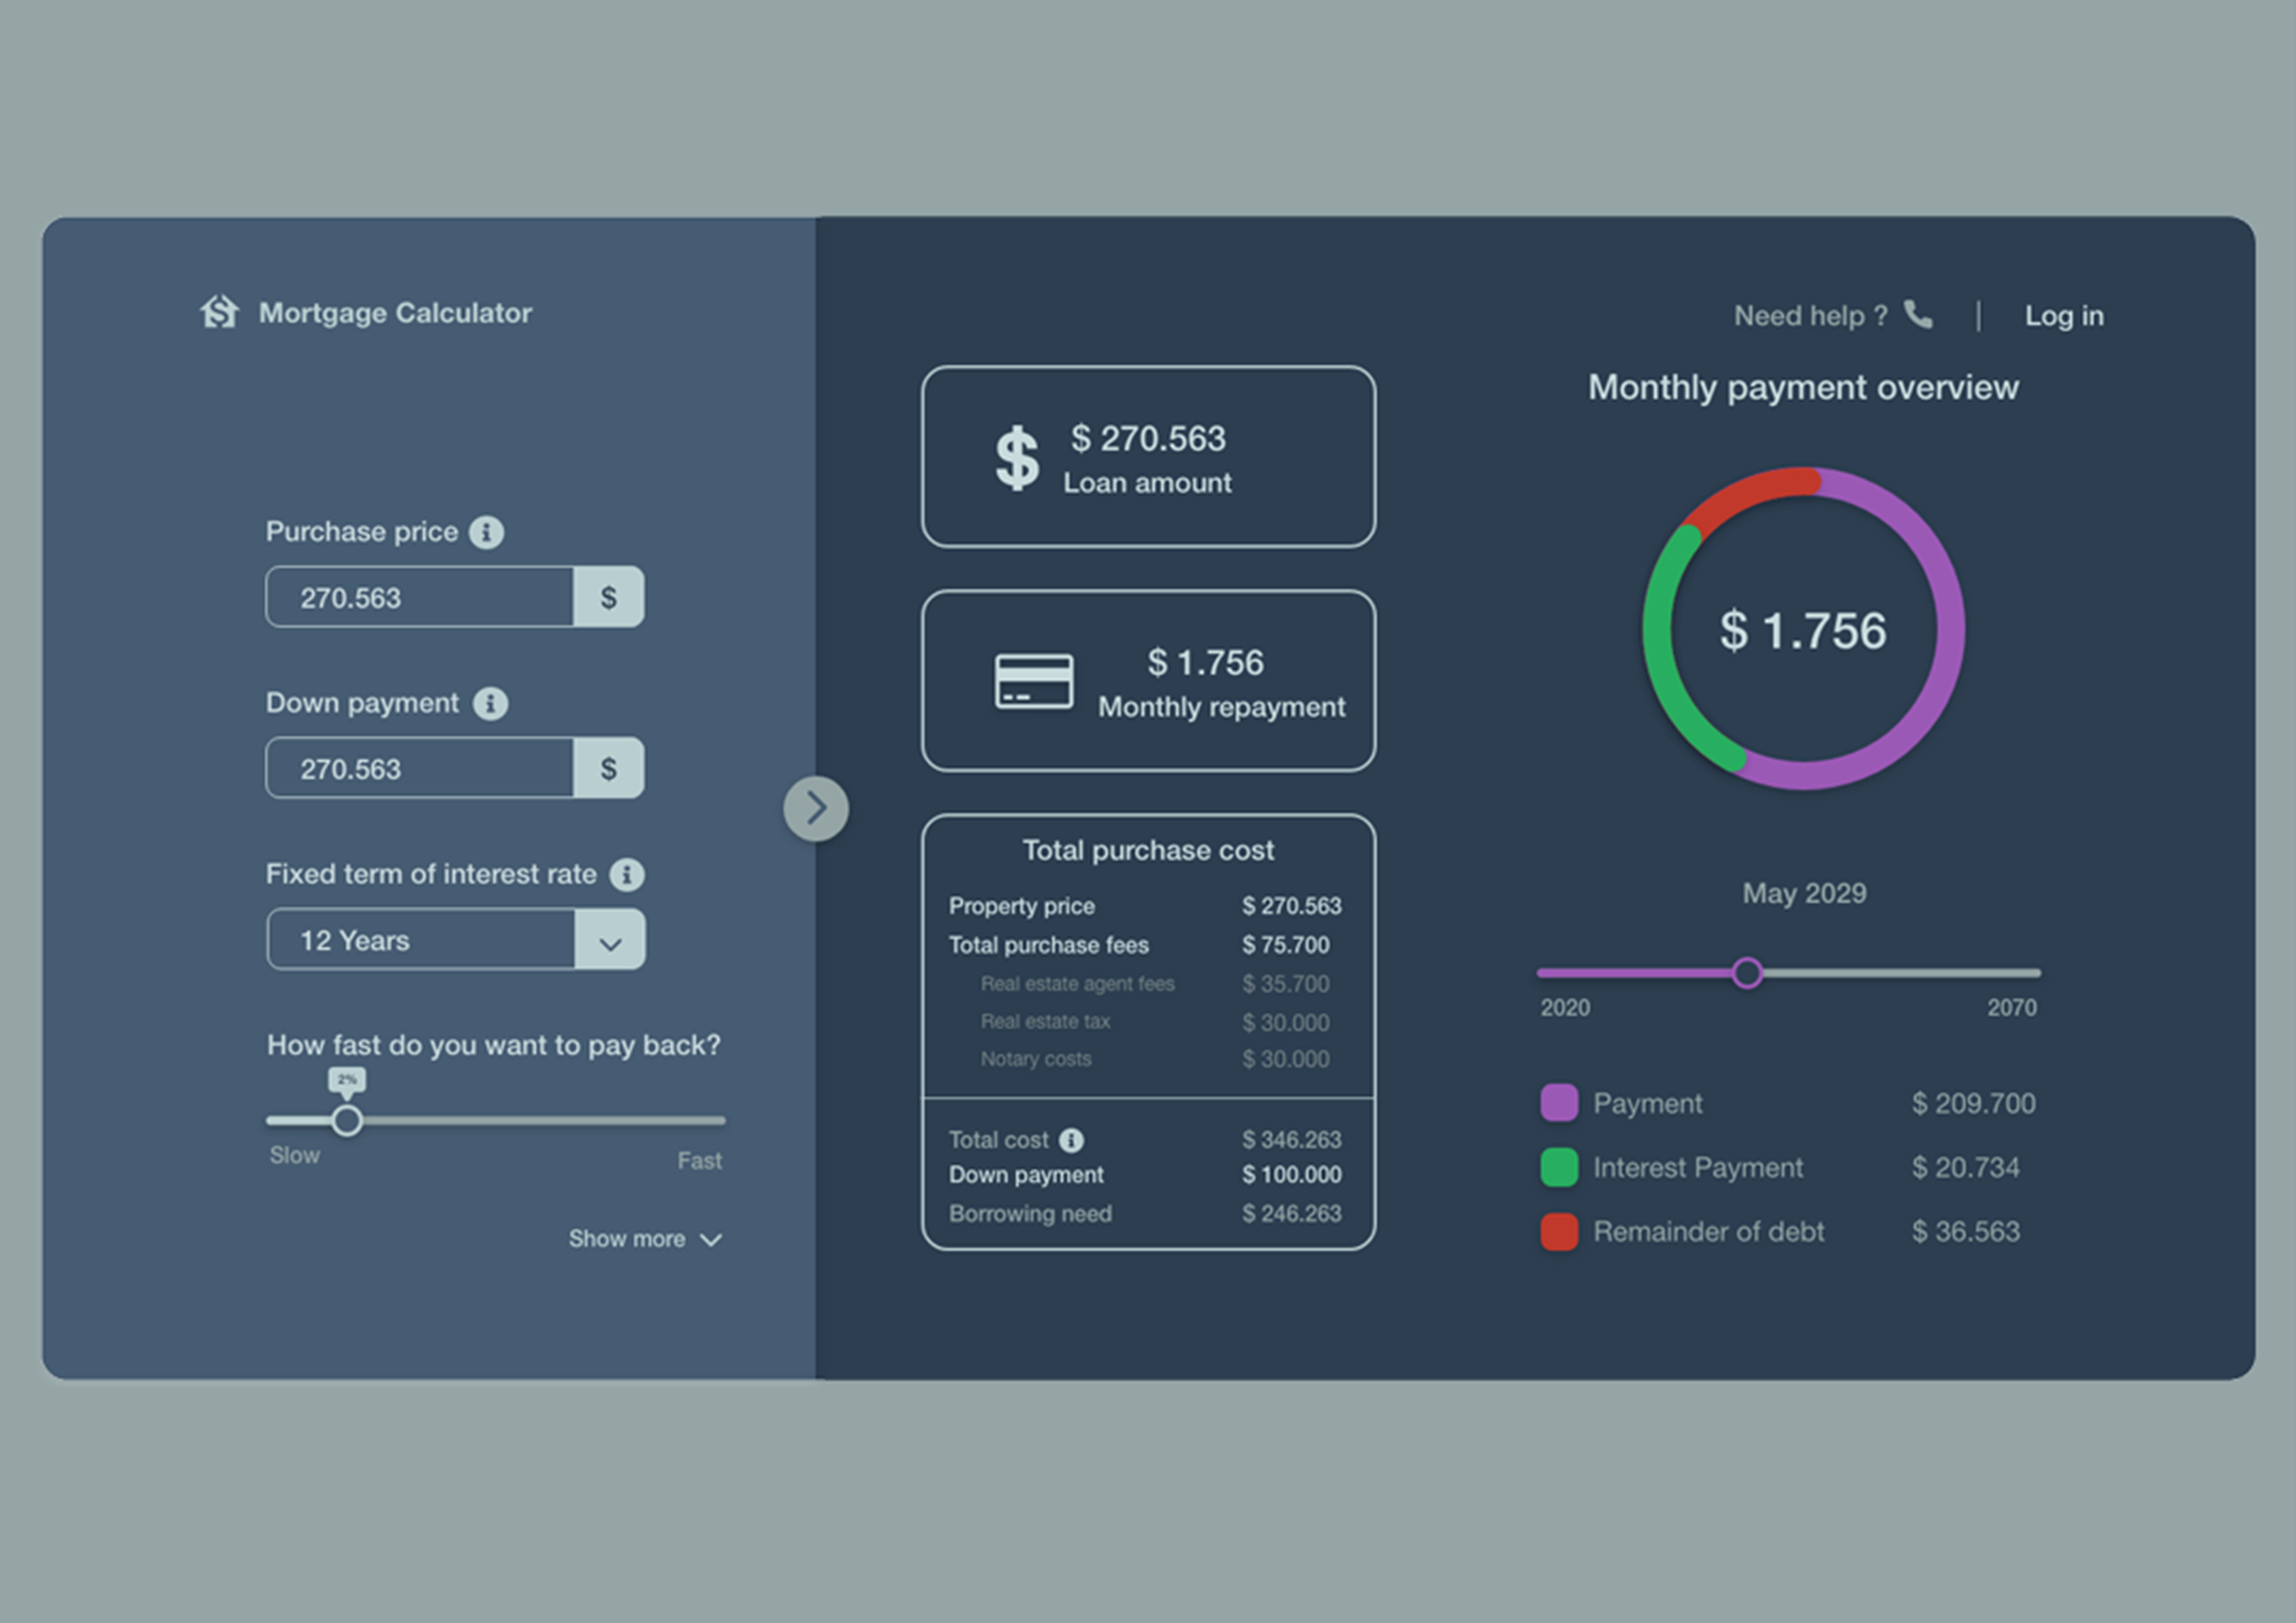 Mortgage Calculator
Purchase price
270.563 $
Down payment
270.563 $
Fixed term of interest rate
12 Years
How fast do you want to pay back?
2%
Slow Fast
Show more
$ $ 270.563
Loan amount
$ 1.756
Monthly repayment
Total purchase cost
Property price $ 270.563
Total purchase fees $ 75.700
Real estate agent fees $ 35.700
Real estate tax $ 30.000
Notary costs $ 30.000
Total cost $ 346.263
Down payment $ 100.000
Borrowing need $ 246.263
Need help ? | Log in
Monthly payment overview
$ 1.756
May 2029
2020 2070
Payment $ 209.700
Interest Payment $ 20.734
Remainder of debt $ 36.563